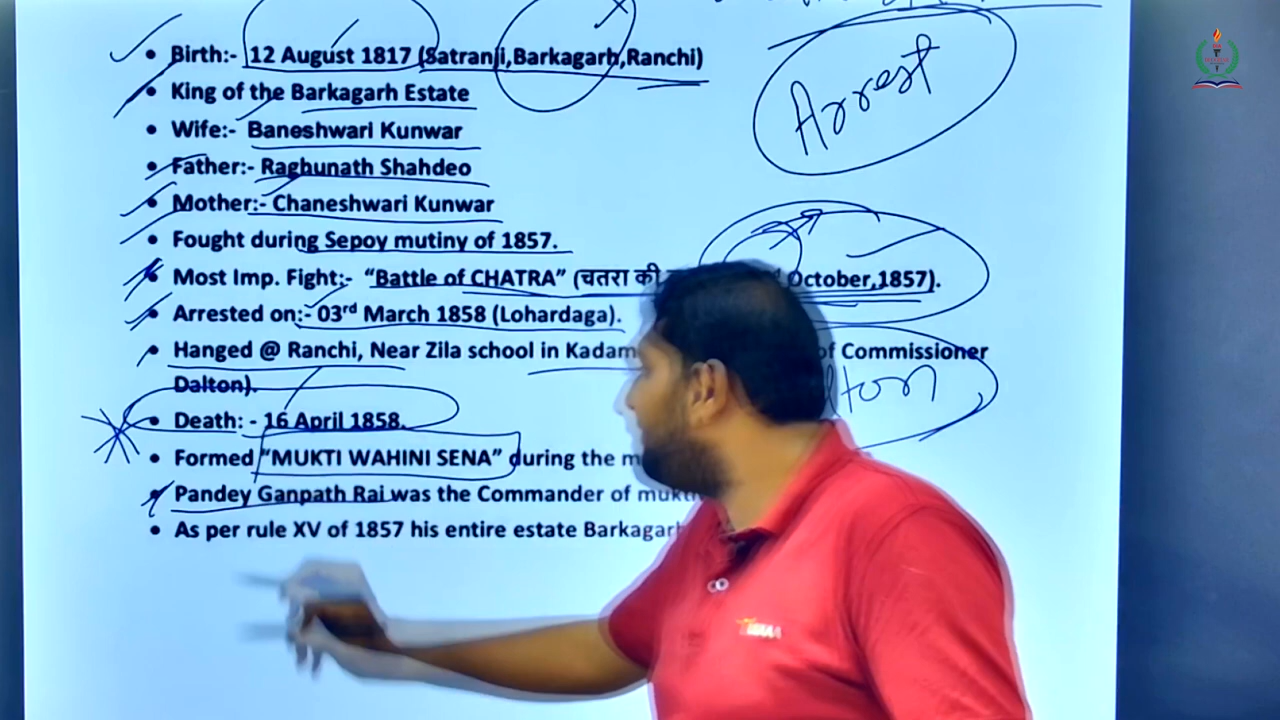 • Birth:- 12 August 1817 (Satranji,Barkagarh,Ranchi)
Arrest
• King of the Barkagarh Estate
• Wife:- Baneshwari Kunwar
• Father:- Raghunath Shahdeo
• Mother:- Chaneshwari Kunwar
• Fought during Sepoy mutiny of 1857.
• Most Imp. Fight:- “Battle of CHATRA” (चतरा की October,1857).
• Arrested on:- 03rd March 1858 (Lohardaga).
• Hanged @ Ranchi, Near Zila school in of Commissioner
Dalton).
• Death: - 16 April 1858.
• Formed “MUKTI WAHINI SENA” during the
• Pandey Ganpath Rai was the Commander of
• As per rule XV of 1857 his entire estate